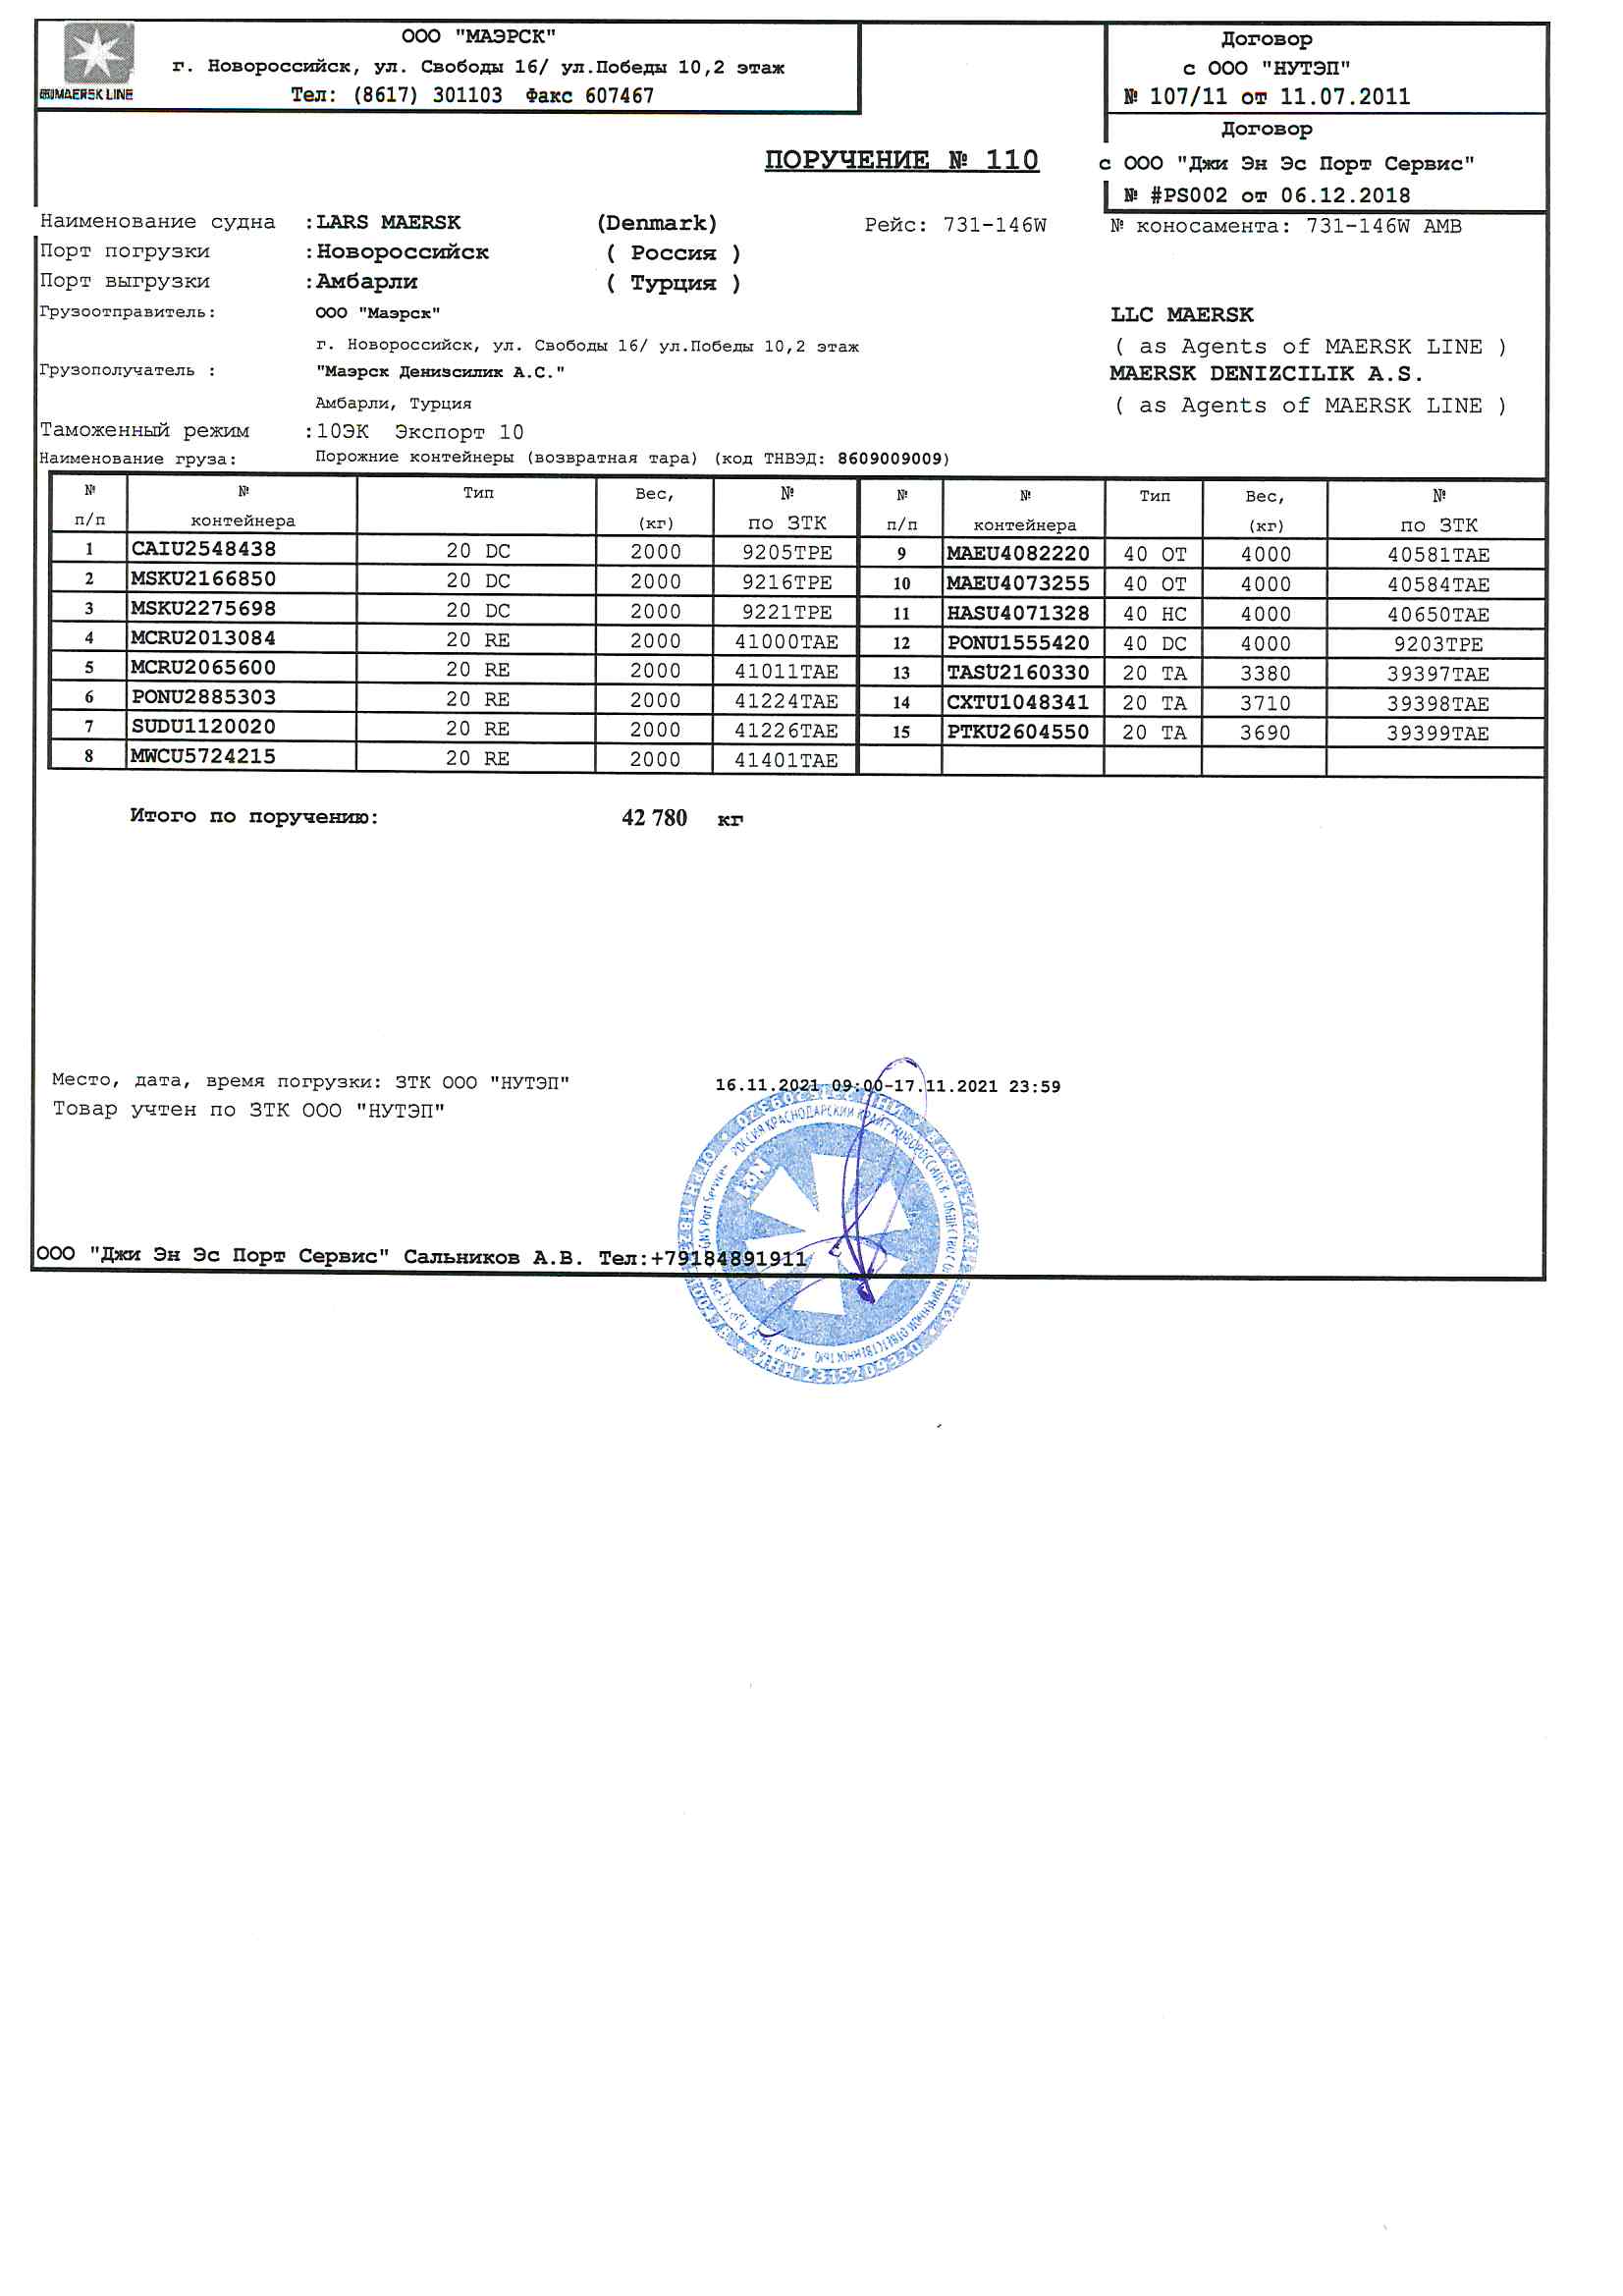 MAERSK LINE
ООО "МАЭРСК"
г. Новороссийск, ул. Свободы 16/ ул.Победы 10,2 этаж
Тел: (8617) 301103 Факс 607467
Договор
с ООО "НУТЭП"
№ 107/11 от 11.07.2011
Договор
с ООО "Джи Эн Эс Порт Сервис"
№ #PS002 от 06.12.2018
ПОРУЧЕНИЕ № 110
Наименование судна :LARS MAERSK (Denmark) Рейс: 731-146W № коносамента: 731-146W AMB
Порт погрузки :Новороссийск ( Россия )
Порт выгрузки :Амбарли ( Турция )
Грузоотправитель: ООО "Маэрск" LLC MAERSK
г. Новороссийск, ул. Свободы 16/ ул.Победы 10,2 этаж ( as Agents of MAERSK LINE )
Грузополучатель : "Маэрск Денизсилик А.С." MAERSK DENIZCILIK A.S.
Амбарли, Турция ( as Agents of MAERSK LINE )
Таможенный режим :10ЭК Экспорт 10
Наименование груза: Порожние контейнеры (возвратная тара) (код ТНВЭД: 8609009009)
№ № Тип Вес, № № № Тип Вес, №
п/п контейнера (кг) по ЗТК п/п контейнера (кг) по ЗТК
1 CAIU2548438 20 DC 2000 9205TPE 9 MAEU4082220 40 OT 4000 40581TAE
2 MSKU2166850 20 DC 2000 9216TPE 10 MAEU4073255 40 OT 4000 40584TAE
3 MSKU2275698 20 DC 2000 9221TPE 11 HASU4071328 40 HC 4000 40650TAE
4 MCRU2013084 20 RE 2000 41000TAE 12 PONU1555420 40 DC 4000 9203TPE
5 MCRU2065600 20 RE 2000 41011TAE 13 TASU2160330 20 TA 3380 39397TAE
6 PONU2885303 20 RE 2000 41224TAE 14 CXTU1048341 20 TA 3710 39398TAE
7 SUDU1120020 20 RE 2000 41226TAE 15 PTKU2604550 20 TA 3690 39399TAE
8 MWCU5724215 20 RE 2000 41401TAE
Итого по поручению: 42 780 кг
Место, дата, время погрузки: ЗТК ООО "НУТЭП" 16.11.2021 09:00-17.11.2021 23:59
Товар учтен по ЗТК ООО "НУТЭП"
РОССИЯ КРАСНОДАРСКИЙ КРАЙ Г. НОВОРОССИЙСК
ООО "Джи Эн Эс Порт Сервис" Сальников А.В. Тел:+79184891911